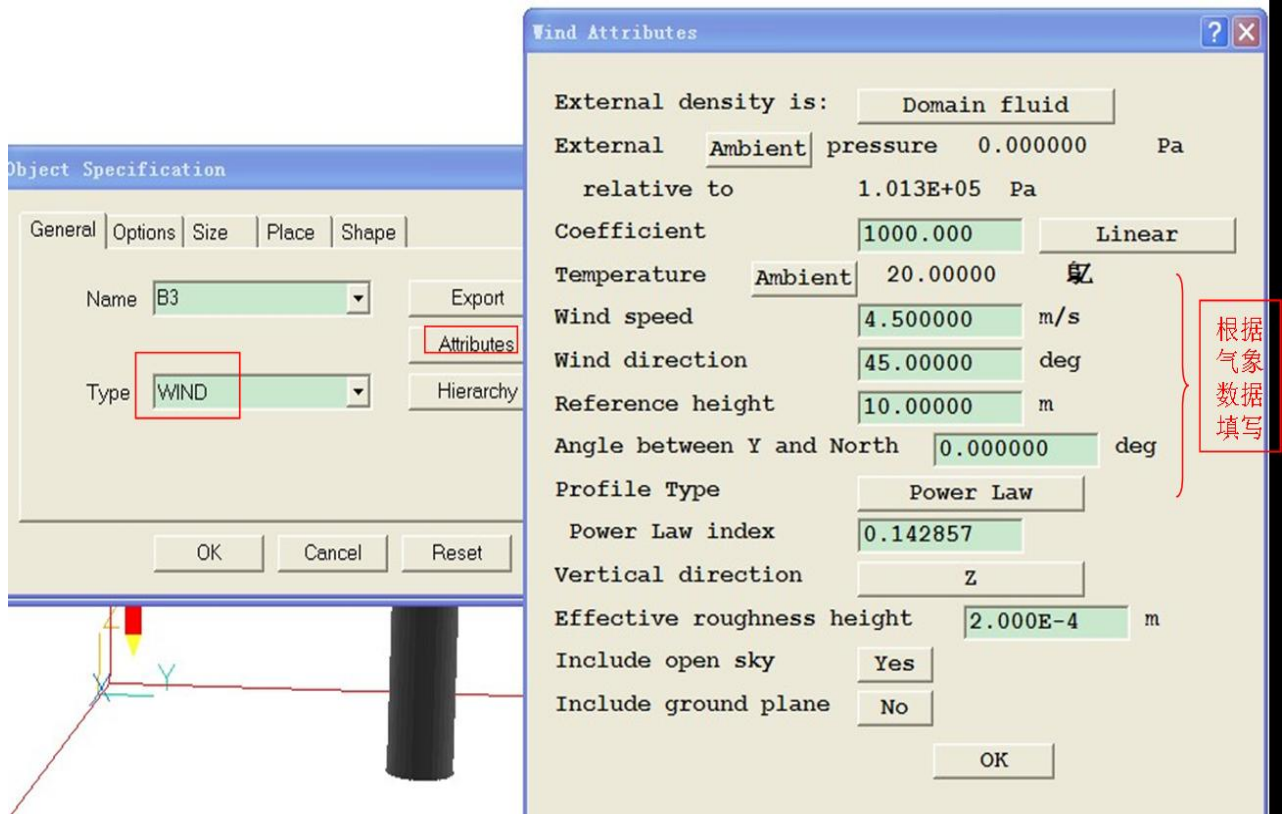 Wind Attributes
External density is: Domain fluid
External Ambient pressure 0.000000 Pa
relative to 1.013E+05 Pa
Coefficient 1000.000 Linear
Temperature Ambient 20.00000
Wind speed 4.500000 m/s
Wind direction 45.00000 deg
Reference height 10.00000 m
Angle between Y and North 0.000000 deg
Profile Type Power Law
Power Law index 0.142857
Vertical direction Z
Effective roughness height 2.000E-4 m
Include open sky Yes
Include ground plane No
OK
根据
气象
数据
填写
Object Specification
General Options Size Place Shape
Name B3 Export
Attributes
Type WIND Hierarchy
OK Cancel Reset
Z
X Y